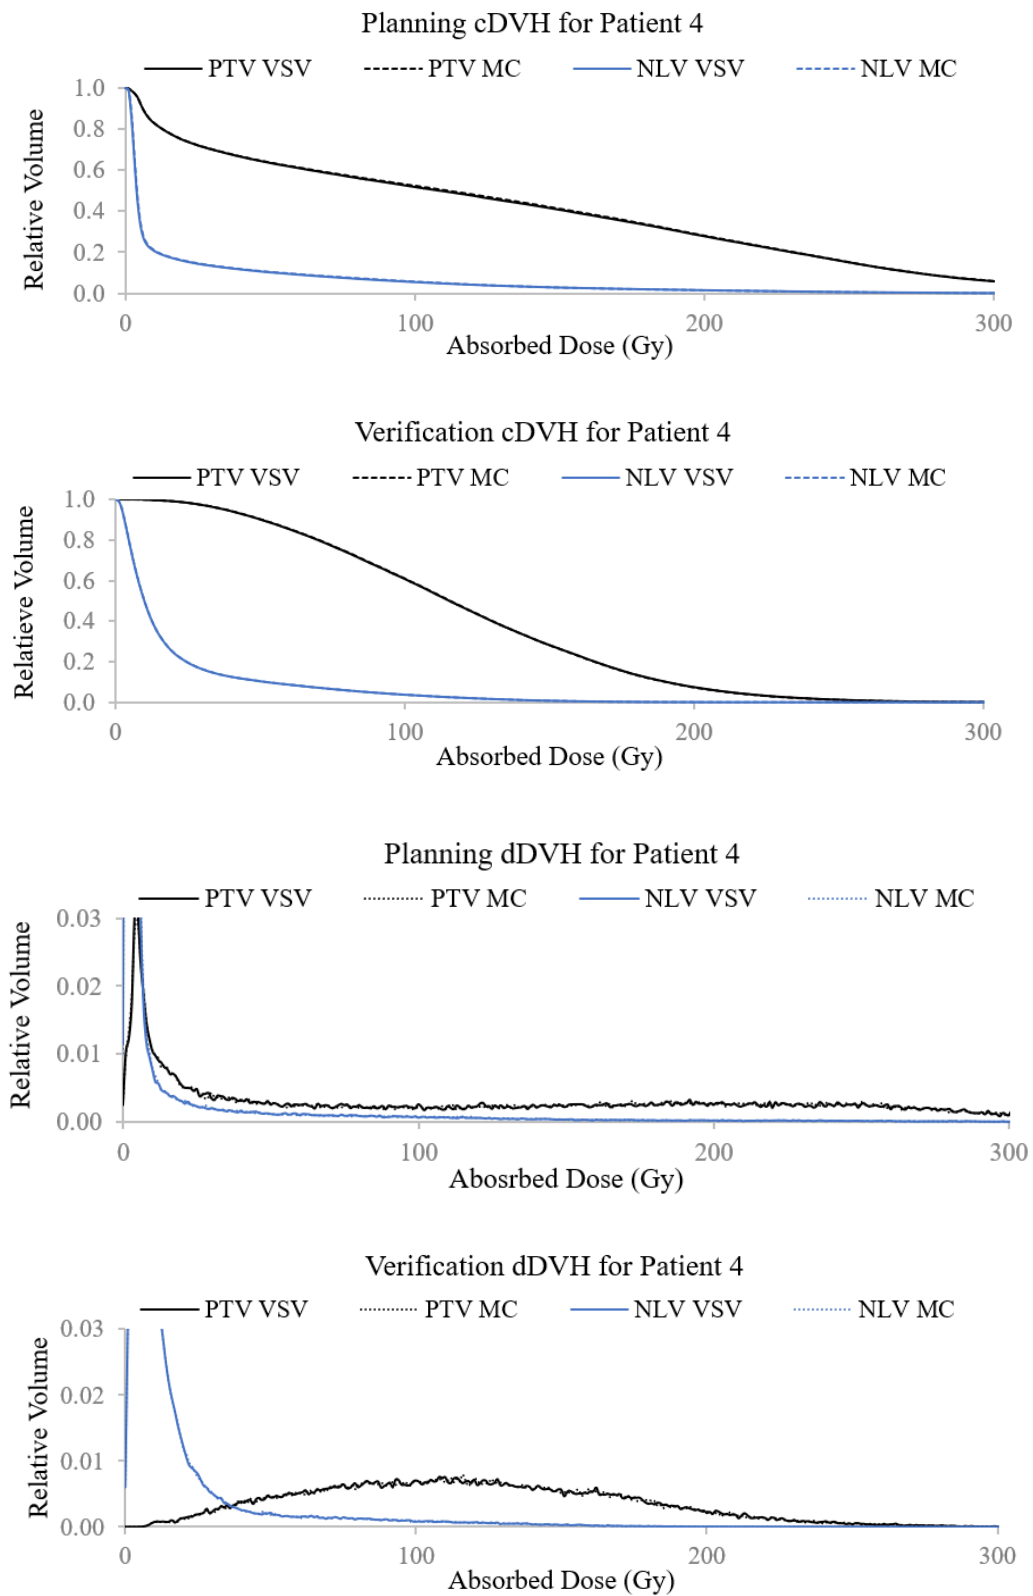 Planning cDVH for Patient 4
PTV VSV PTV MC NLV VSV NLV MC
Relative Volume
1.0
0.8
0.6
0.4
0.2
0.0
0 100 200 300
Absorbed Dose (Gy)
Verification cDVH for Patient 4
PTV VSV PTV MC NLV VSV NLV MC
Relatieve Volume
1.0
0.8
0.6
0.4
0.2
0.0
0 100 200 300
Absorbed Dose (Gy)
Planning dDVH for Patient 4
PTV VSV PTV MC NLV VSV NLV MC
Relative Volume
0.03
0.02
0.01
0.00
0 100 200 300
Abosrbed Dose (Gy)
Verification dDVH for Patient 4
PTV VSV PTV MC NLV VSV NLV MC
Relative Volume
0.03
0.02
0.01
0.00
0 100 200 300
Absorbed Dose (Gy)